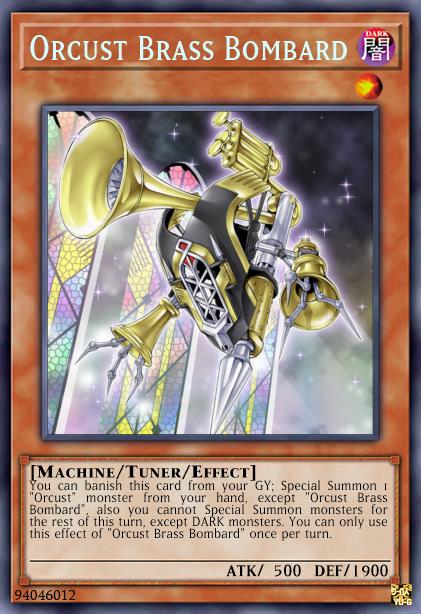 ORCUST BRASS BOMBARD
DARK
闇
[MACHINE/TUNER/EFFECT]
You can banish this card from your GY; Special Summon 1
"Orcust" monster from your hand, except "Orcust Brass
Bombard", also you cannot Special Summon monsters for
the rest of this turn, except DARK monsters. You can only use
this effect of "Orcust Brass Bombard" once per turn.
ATK/ 500 DEF/1900
94046012